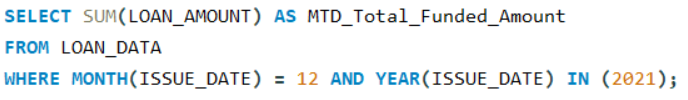 SELECT SUM(LOAN_AMOUNT) AS MTD_Total_Funded_Amount
FROM LOAN_DATA
WHERE MONTH(ISSUE_DATE) = 12 AND YEAR(ISSUE_DATE) IN (2021);